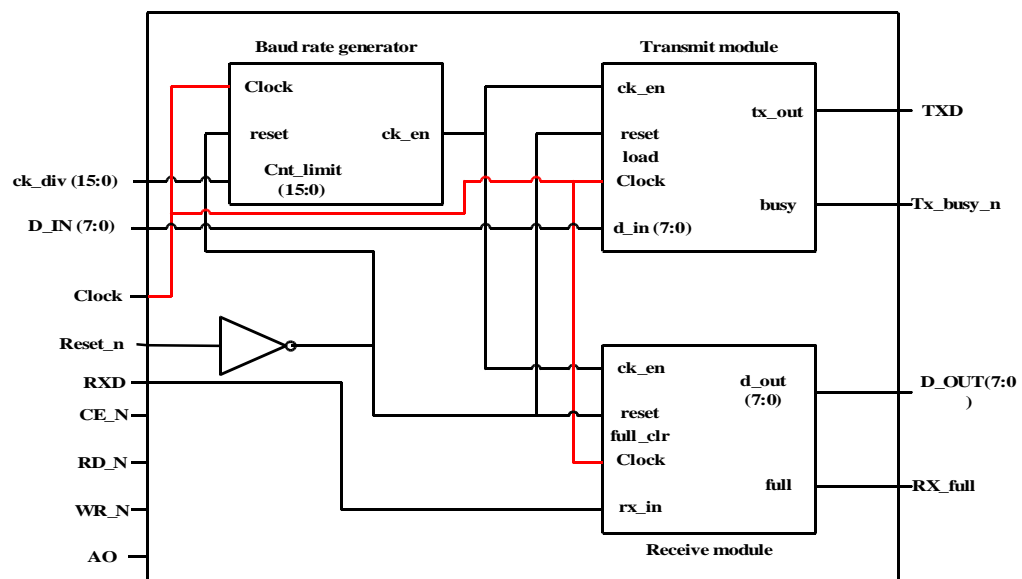 Baud rate generator
Clock
reset
ck_en
Cnt_limit
(15:0)
Transmit module
ck_en
tx_out
reset
load
Clock
busy
d_in (7:0)
ck_div (15:0)
D_IN (7:0)
Clock
Reset_n
RXD
CE_N
RD_N
WR_N
AO
TXD
Tx_busy_n
ck_en
d_out
(7:0)
reset
full_clr
Clock
full
rx_in
Receive module
D_OUT(7:0
)
RX_full